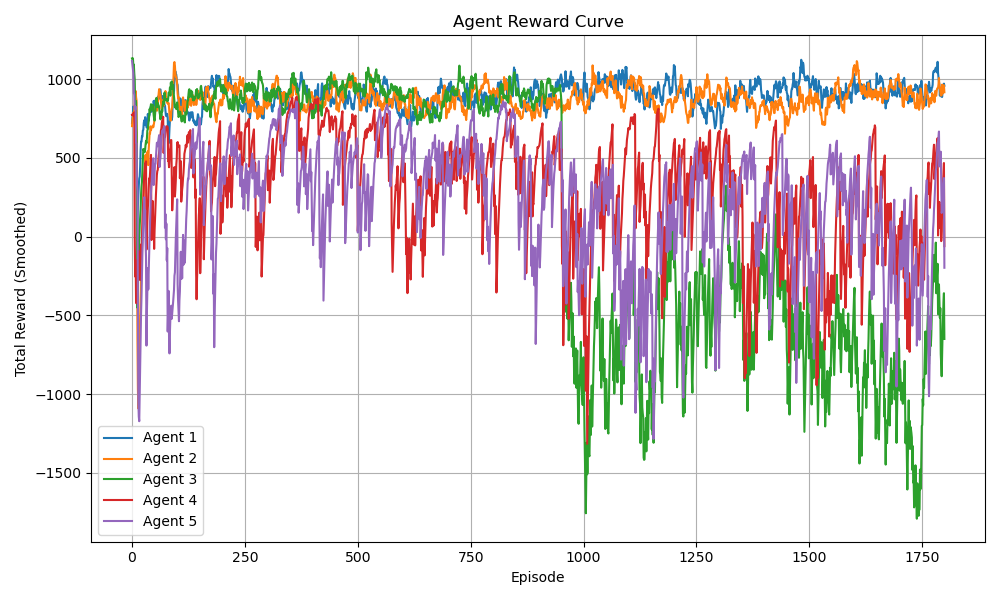 Agent Reward Curve
Total Reward (Smoothed)
1000
500
0
−500
−1000
−1500
Agent 1
Agent 2
Agent 3
Agent 4
Agent 5
0 250 500 750 1000 1250 1500 1750
Episode